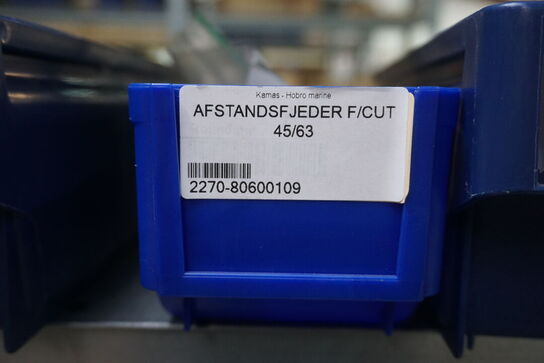 Kamas - Hobro marine
AFSTANDSFJEDER F/CUT
45/63
2270-80600109